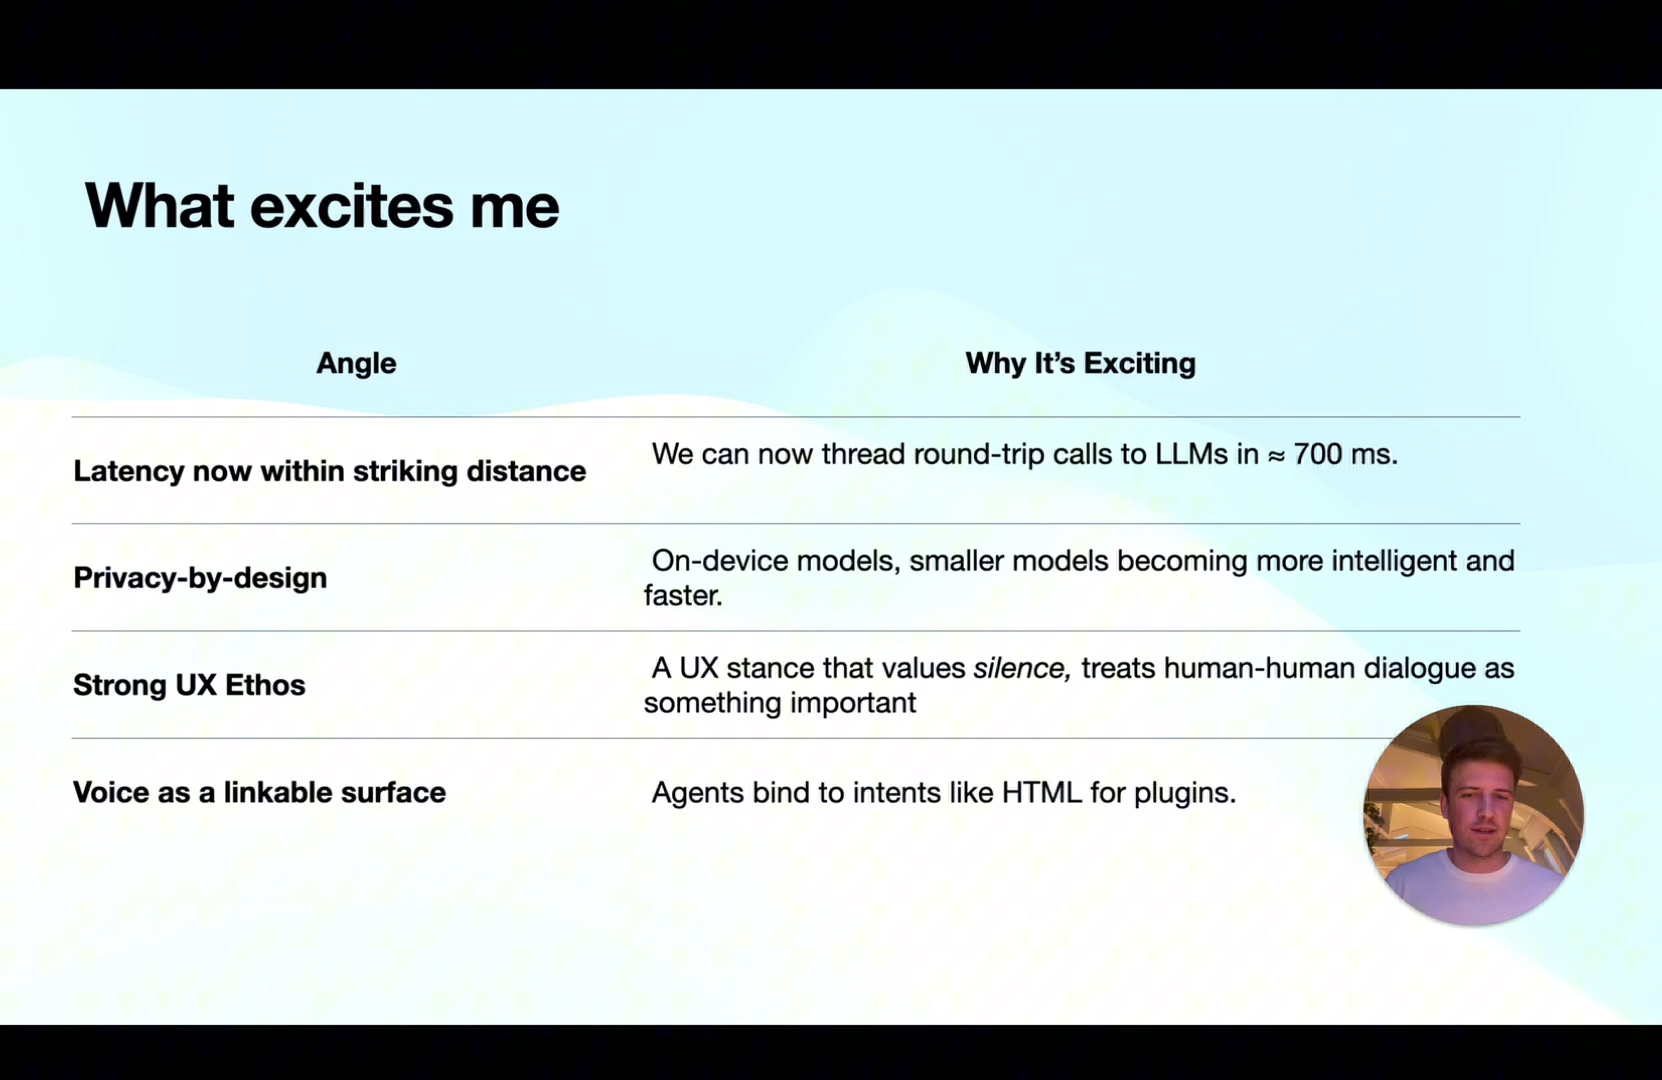 What excites me
Angle
Why It’s Exciting
Latency now within striking distance
We can now thread round-trip calls to LLMs in ≈ 700 ms.
Privacy-by-design
On-device models, smaller models becoming more intelligent and
faster.
Strong UX Ethos
A UX stance that values silence, treats human-human dialogue as
something important
Voice as a linkable surface
Agents bind to intents like HTML for plugins.